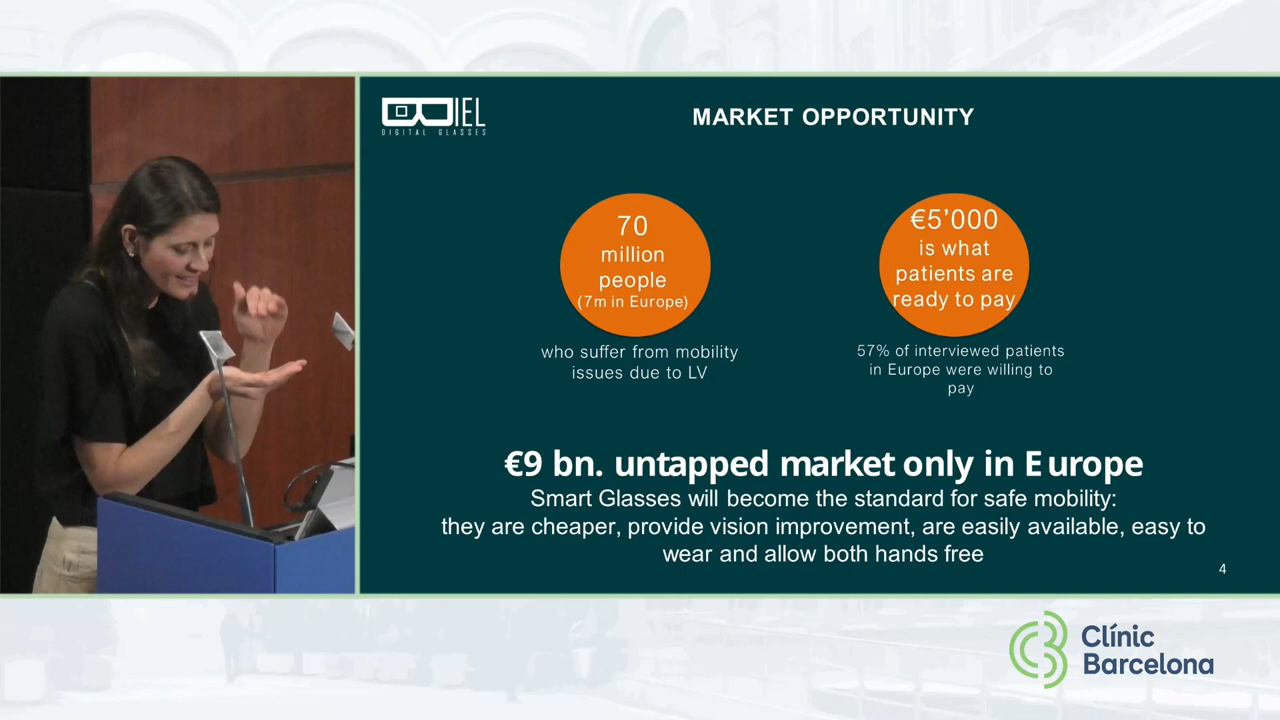 IEL
DIGITAL GLASSES
MARKET OPPORTUNITY
70
million
people
(7m in Europe)
who suffer from mobility
issues due to LV
€5’000
is what
patients are
ready to pay
57% of interviewed patients
in Europe were willing to
pay
€9 bn. untapped market only in Europe
Smart Glasses will become the standard for safe mobility:
they are cheaper, provide vision improvement, are easily available, easy to
wear and allow both hands free
4
Clínic
Barcelona